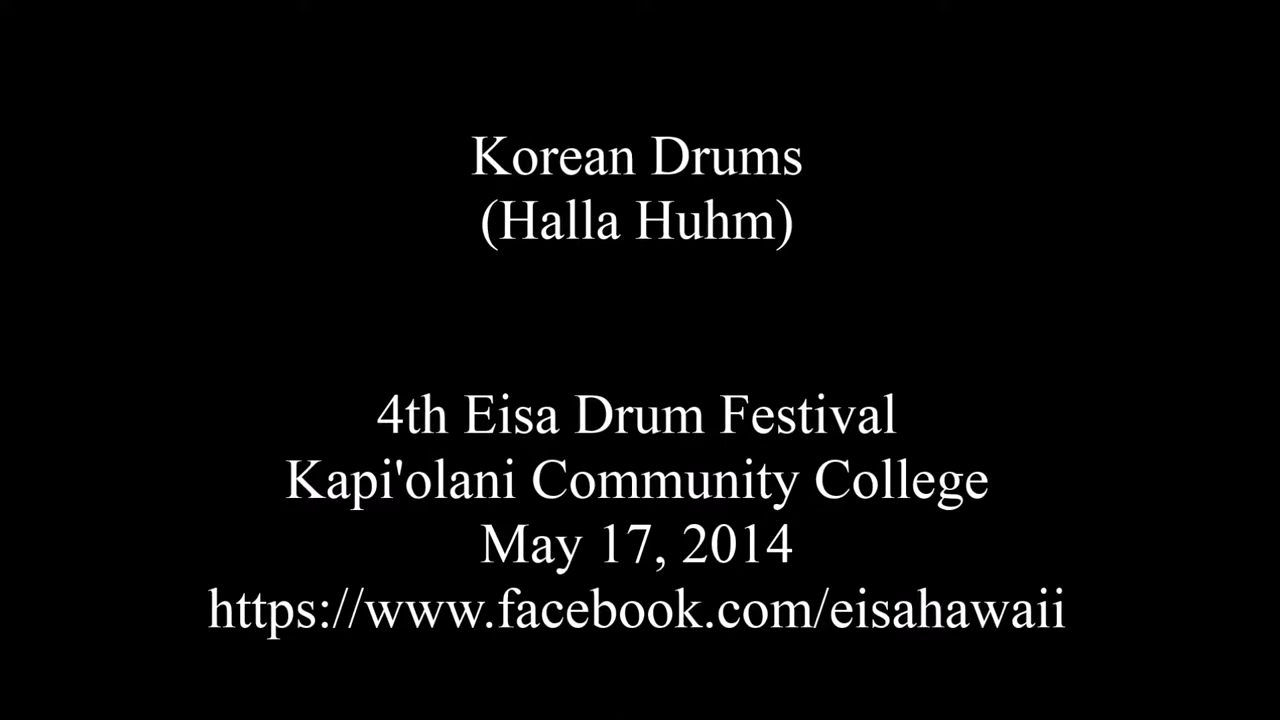 Korean Drums
(Halla Huhm)
4th Eisa Drum Festival
Kapi'olani Community College
May 17, 2014
https://www.facebook.com/eisahawaii